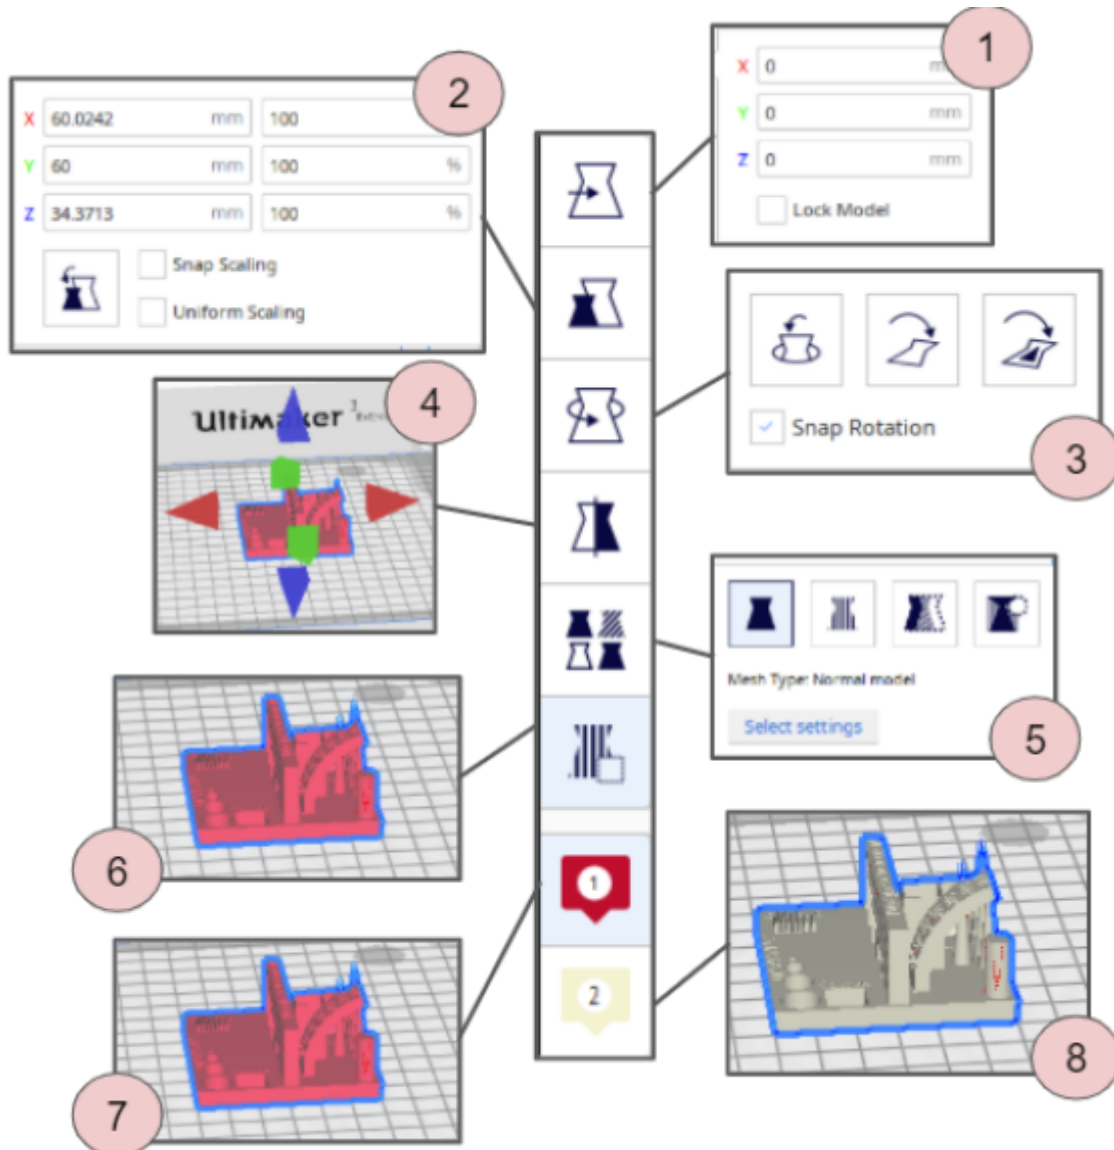 1
X 0 mm
Y 0 mm
Z 0 mm
Lock Model
2
X 60.0242 mm 100
Y 60 mm 100 %
Z 34.3713 mm 100 %
Snap Scaling
Uniform Scaling
3
Snap Rotation
4
Ultimaker
5
Mesh Type: Normal model
Select settings
6
1
7
2
8